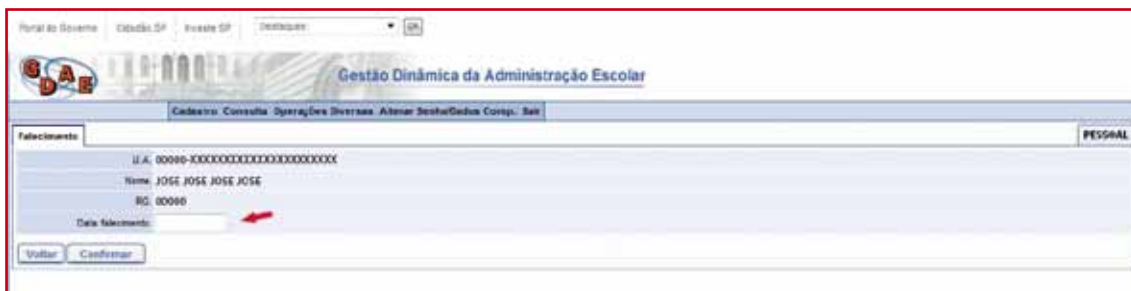 Portal do Governo Cidadão.SP Investe SP Destaques: OK
GDAE
Gestão Dinâmica da Administração Escolar
Cadastro Consulta Operações Diversas Alterar Senha/Dados Comp. Sair
Falecimento PESSOAL
U.A. 00000-XXXXXXXXXXXXXXXXXXXXXXX
Nome JOSE JOSE JOSE JOSE
RG 00000
Data falecimento
Voltar Confirmar